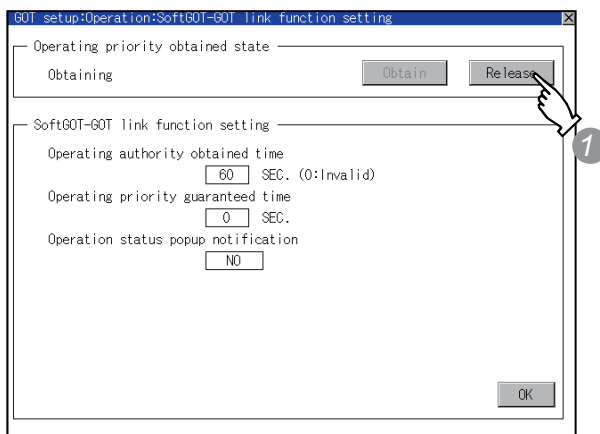 GOT setup:Operation:SoftGOT-GOT link function setting
Operating priority obtained state
Obtaining Obtain Release
SoftGOT-GOT link function setting
Operating authority obtained time
60 SEC. (0:Invalid)
Operating priority guaranteed time
0 SEC.
Operation status popup notification
NO
OK
1